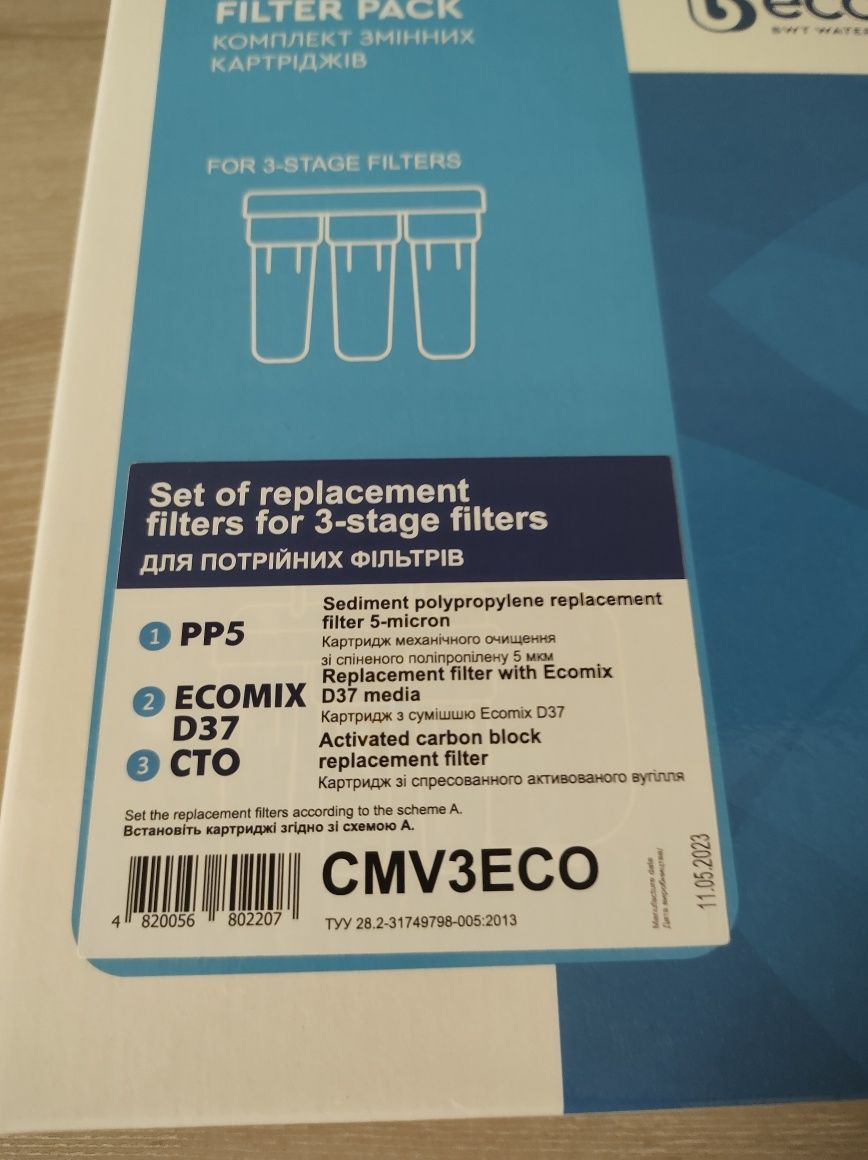 FILTER PACK
КОМПЛЕКТ ЗМІННИХ
КАРТРІДЖІВ
FOR 3-STAGE FILTERS
Set of replacement
filters for 3-stage filters
ДЛЯ ПОТРІЙНИХ ФІЛЬТРІВ
1 PP5
Sediment polypropylene replacement
filter 5-micron
Картридж механічного очищення
зі спіненого поліпропілену 5 мкм
2 ECOMIX
D37
Replacement filter with Ecomix
D37 media
Картридж з сумішшю Ecomix D37
3 CTO
Activated carbon block
replacement filter
Картридж зі спресованного активованого вугілля
Set the replacement filters according to the scheme A.
Встановіть картриджі згідно зі схемою А.
CMV3ECO
4 820056 802207
ТУУ 28.2-31749798-005:2013
Manufacture date
Дата виробництва/
11.05.2023